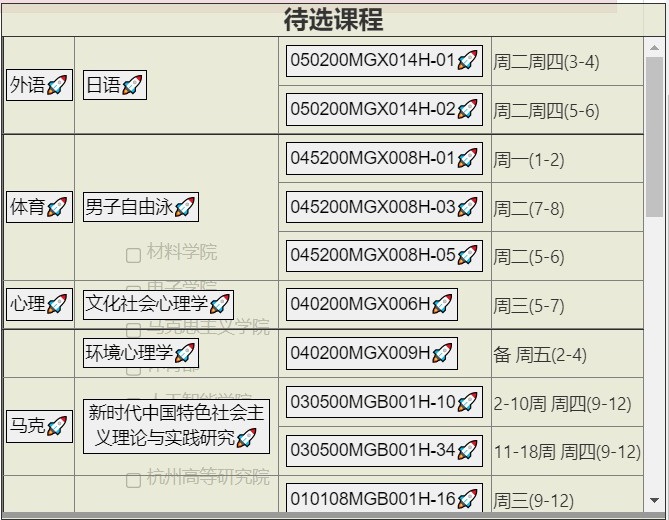 待选课程
外语🚀 日语🚀 050200MGX014H-01🚀 周二周四(3-4)
050200MGX014H-02🚀 周二周四(5-6)
体育🚀 男子自由泳🚀 045200MGX008H-01🚀 周一(1-2)
045200MGX008H-03🚀 周二(7-8)
045200MGX008H-05🚀 周二(5-6)
材料学院
电子学院
心理🚀 文化社会心理学🚀 040200MGX006H🚀 周三(5-7)
马克思主义学院
环境心理学🚀 040200MGX009H🚀 备 周五(2-4)
体育部
人工智能学院
马克🚀 新时代中国特色社会主
义理论与实践研究🚀 030500MGB001H-10🚀 2-10周 周四(9-12)
030500MGB001H-34🚀 11-18周 周四(9-12)
杭州高等研究院
010108MGB001H-16🚀 周三(9-12)